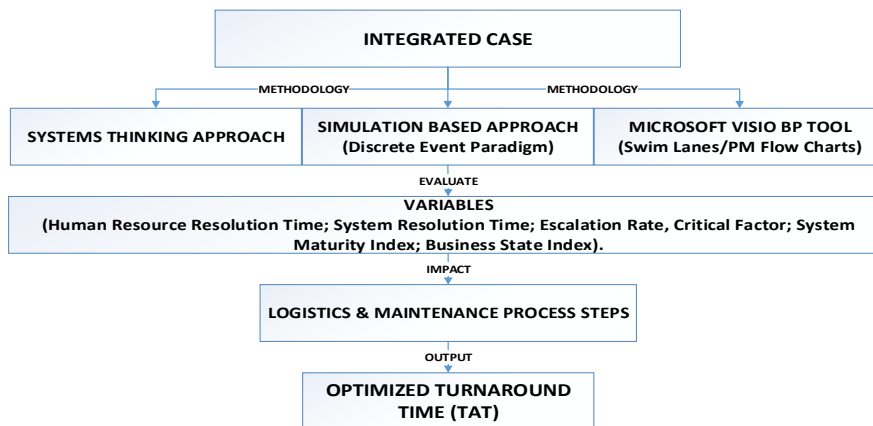 INTEGRATED CASE
METHODOLOGY
METHODOLOGY
SYSTEMS THINKING APPROACH
SIMULATION BASED APPROACH
(Discrete Event Paradigm)
MICROSOFT VISIO BP TOOL
(Swim Lanes/PM Flow Charts)
EVALUATE
VARIABLES
(Human Resource Resolution Time; System Resolution Time; Escalation Rate, Critical Factor; System
Maturity Index; Business State Index).
IMPACT
LOGISTICS & MAINTENANCE PROCESS STEPS
OUTPUT
OPTIMIZED TURNAROUND
TIME (TAT)